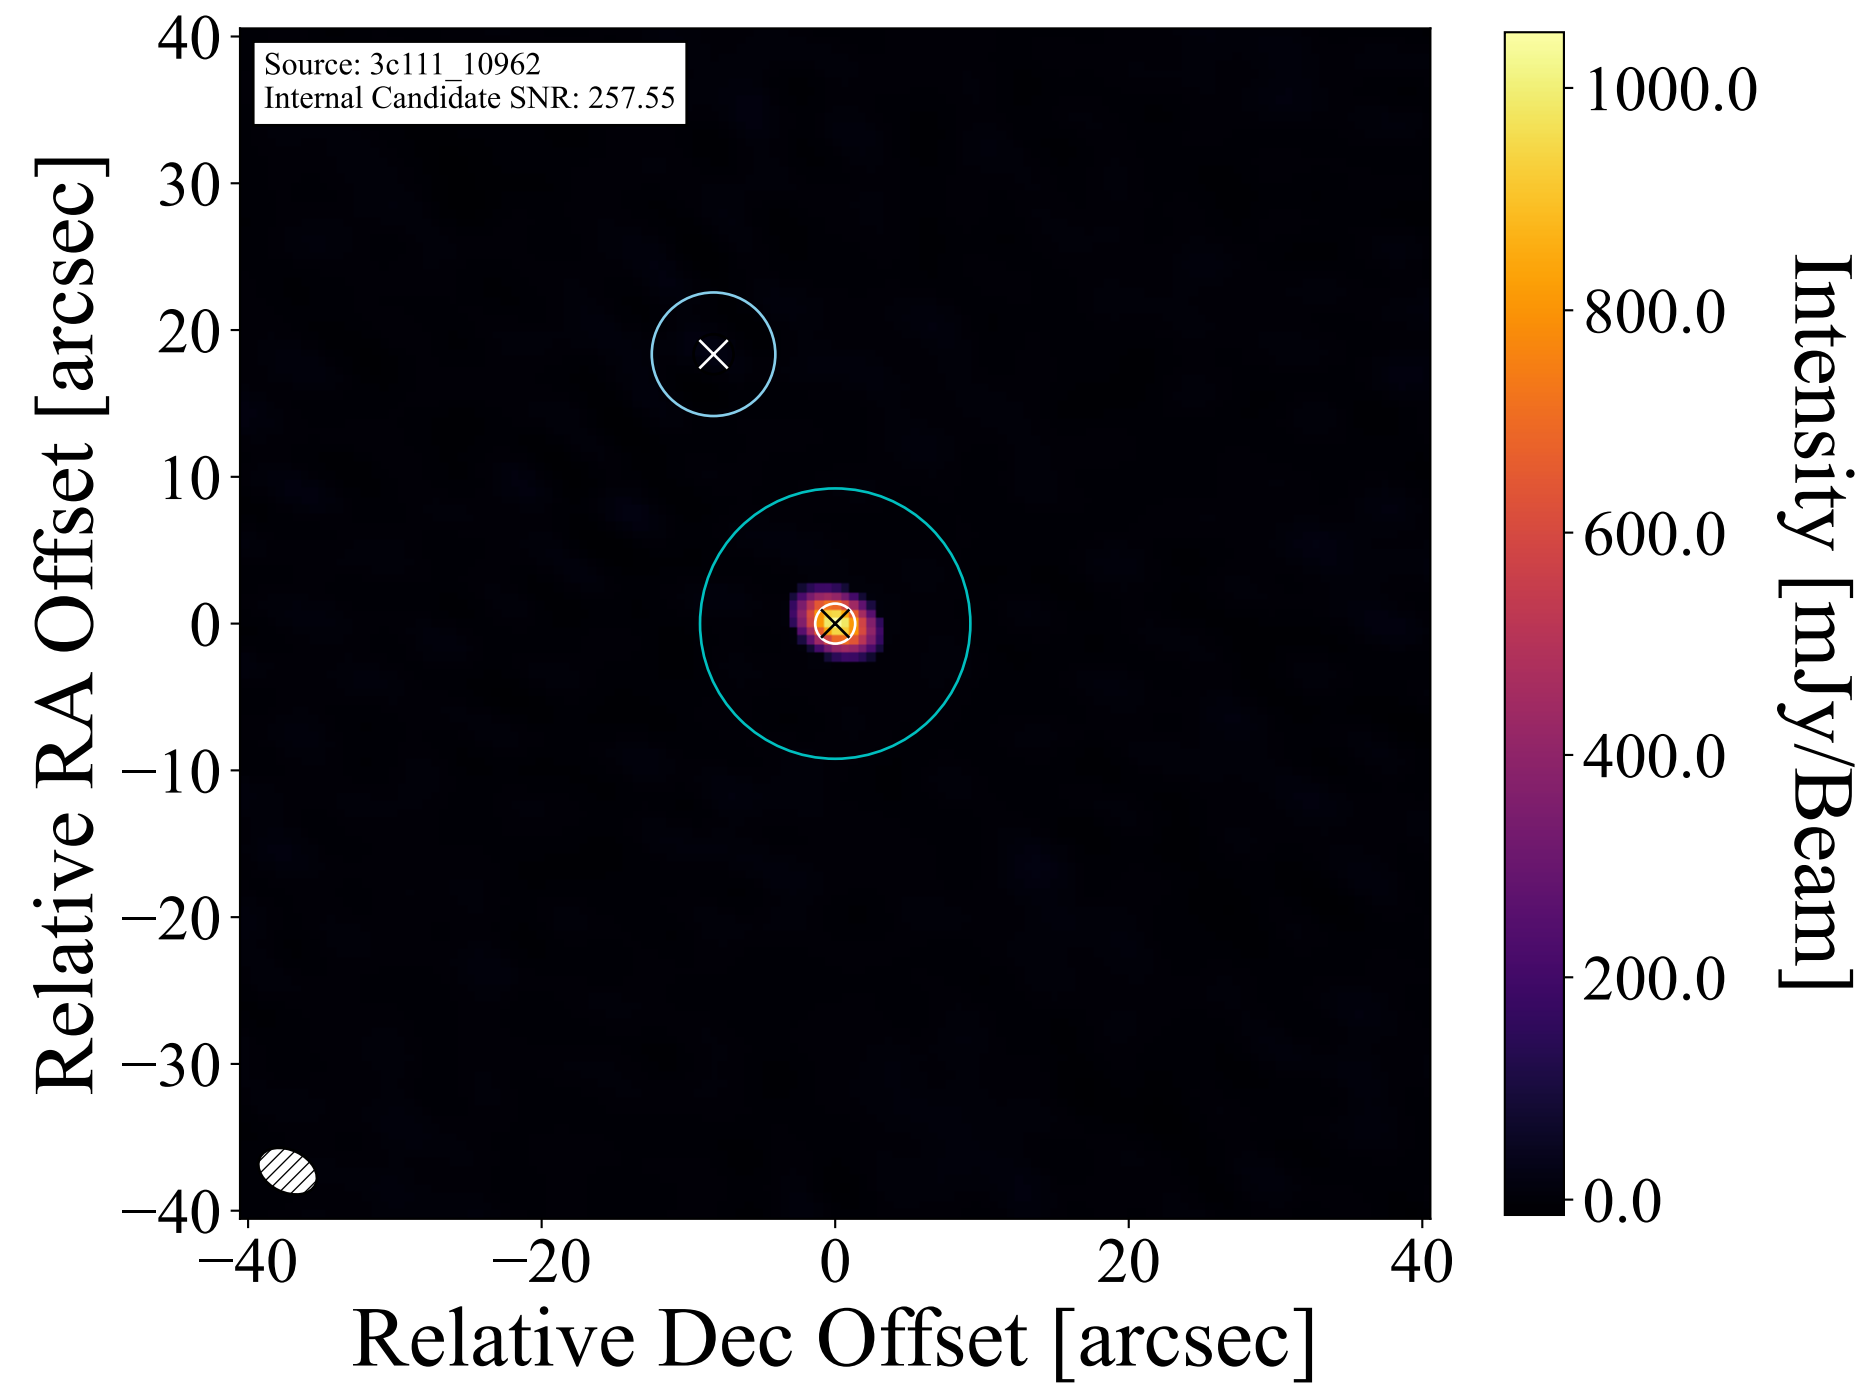 Source: 3c111_10962
Internal Candidate SNR: 257.55
40
30
20
10
0
−10
−20
−30
−40
Relative RA Offset [arcsec]
−40 −20 0 20 40
Relative Dec Offset [arcsec]
1000.0
800.0
600.0
400.0
200.0
0.0
Intensity [mJy/Beam]